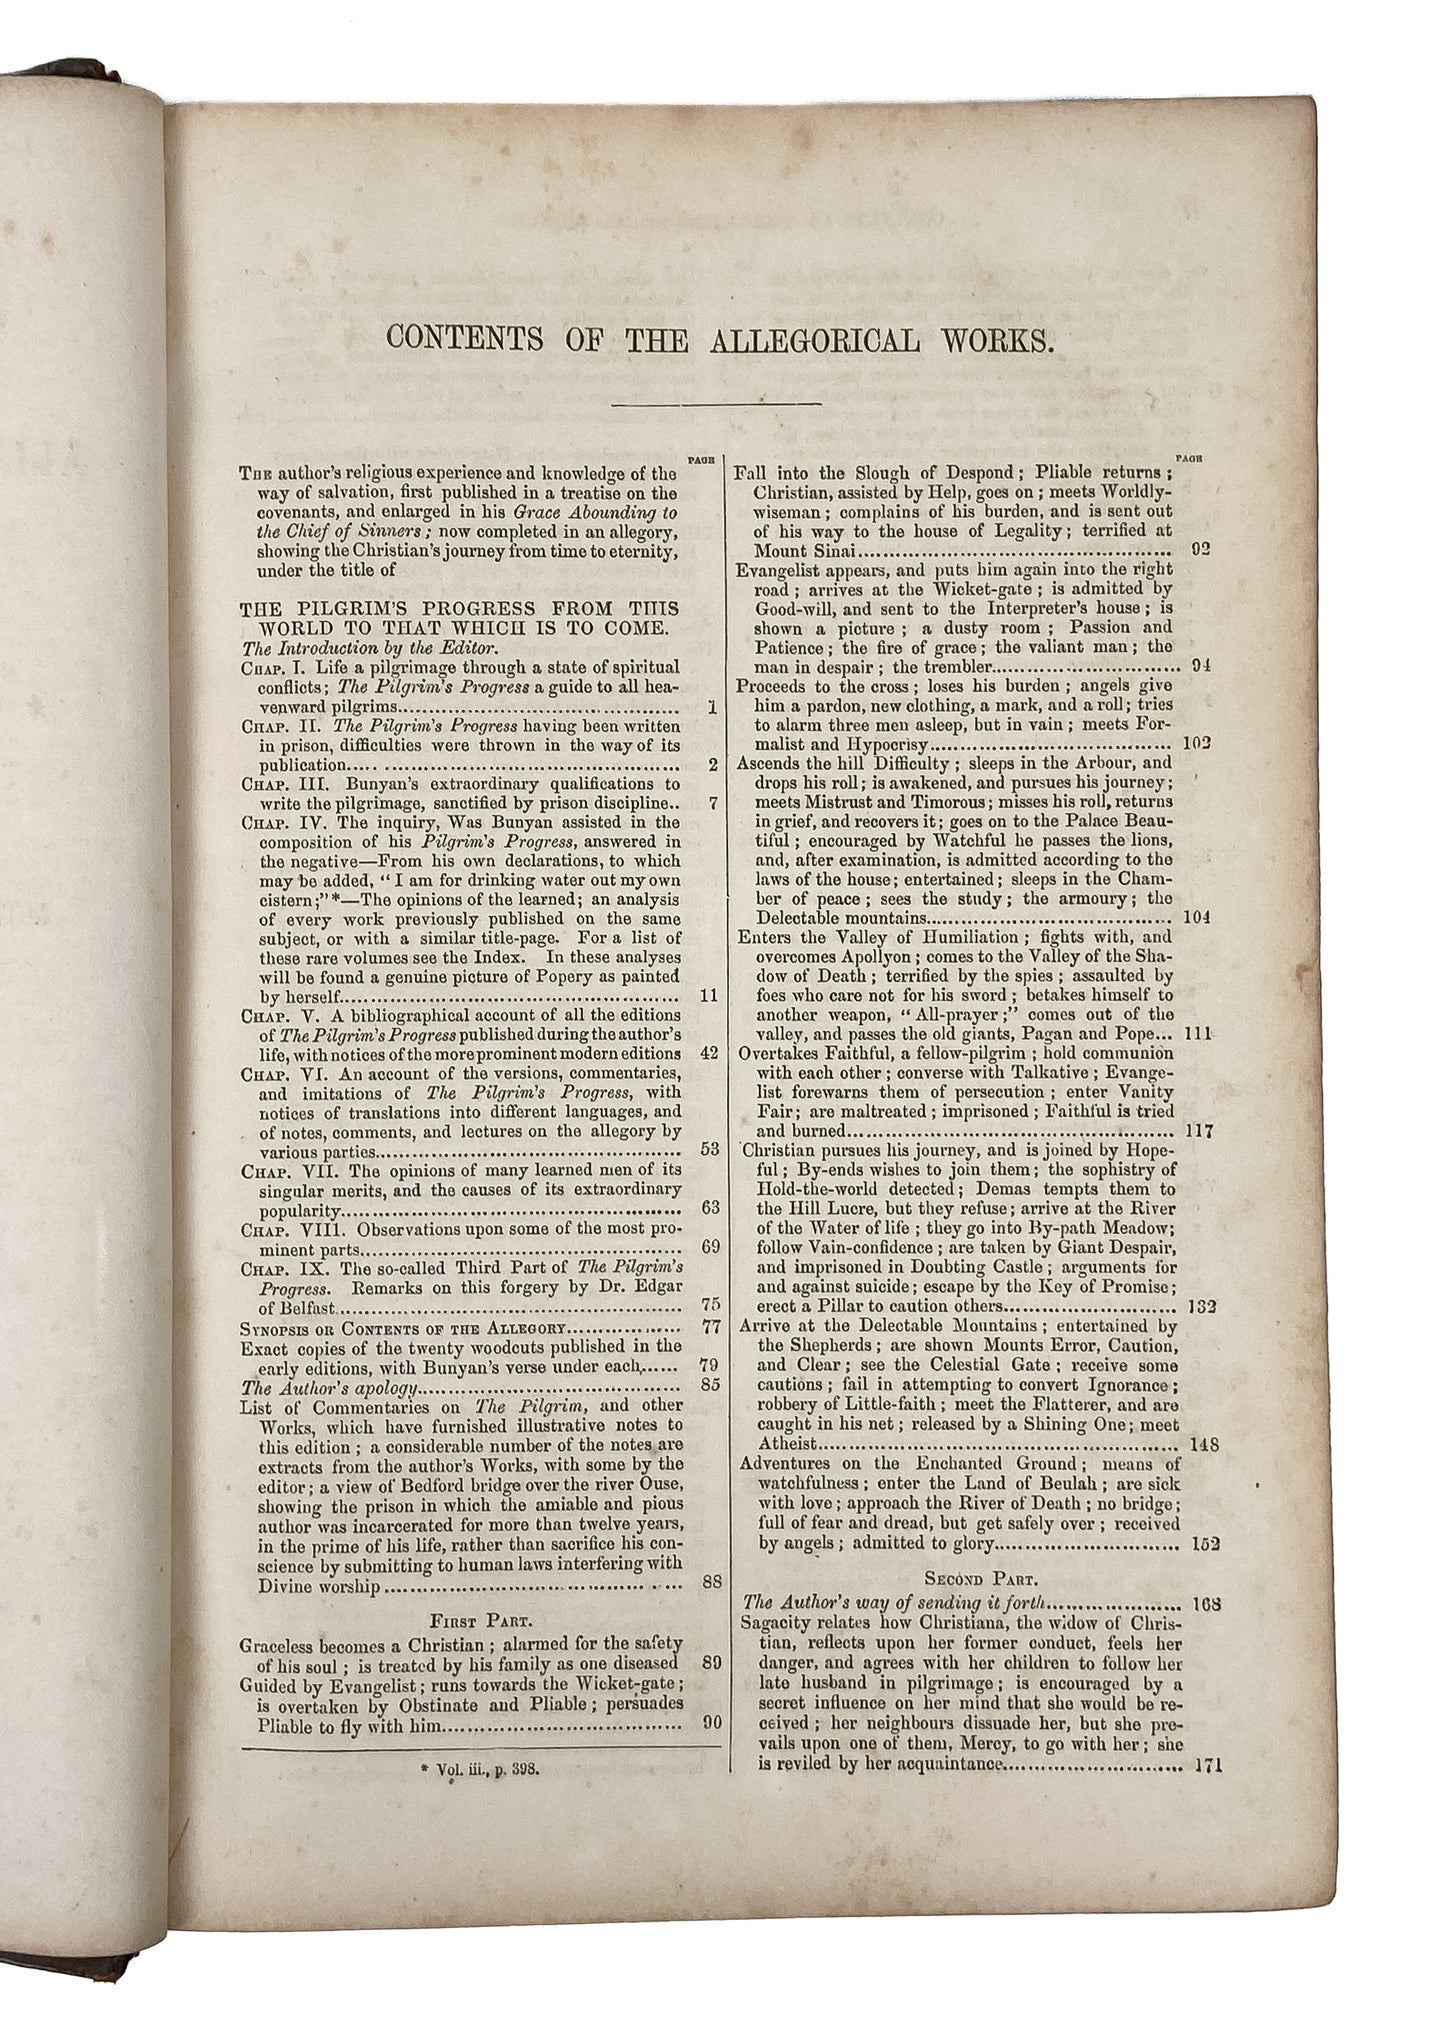 CONTENTS OF THE ALLEGORICAL WORKS.
PAGE
THE author's religious experience and knowledge of the
way of salvation, first published in a treatise on the
covenants, and enlarged in his Grace Abounding to
the Chief of Sinners; now completed in an allegory,
showing the Christian's journey from time to eternity,
under the title of
THE PILGRIM'S PROGRESS FROM THIS
WORLD TO THAT WHICH IS TO COME.
The Introduction by the Editor.
CHAP. I. Life a pilgrimage through a state of spiritual
conflicts; The Pilgrim's Progress a guide to all hea-
venward pilgrims........................................... 1
CHAP. II. The Pilgrim's Progress having been written
in prison, difficulties were thrown in the way of its
publication..... .............................................. 2
CHAP. III. Bunyan's extraordinary qualifications to
write the pilgrimage, sanctified by prison discipline.. 7
CHAP. IV. The inquiry, Was Bunyan assisted in the
composition of his Pilgrim's Progress, answered in
the negative—From his own declarations, to which
may be added, "I am for drinking water out my own
cistern;"*—The opinions of the learned; an analysis
of every work previously published on the same
subject, or with a similar title-page. For a list of
these rare volumes see the Index. In these analyses
will be found a genuine picture of Popery as painted
by herself..................................................... 11
CHAP. V. A bibliographical account of all the editions
of The Pilgrim's Progress published during the author's
life, with notices of the more prominent modern editions 42
CHAP. VI. An account of the versions, commentaries,
and imitations of The Pilgrim's Progress, with
notices of translations into different languages, and
of notes, comments, and lectures on the allegory by
various parties................................................ 53
CHAP. VII. The opinions of many learned men of its
singular merits, and the causes of its extraordinary
popularity..................................................... 63
CHAP. VIII. Observations upon some of the most pro-
minent parts................................................... 69
CHAP. IX. The so-called Third Part of The Pilgrim's
Progress. Remarks on this forgery by Dr. Edgar
of Belfast..................................................... 75
SYNOPSIS OR CONTENTS OF THE ALLEGORY.................. 77
Exact copies of the twenty woodcuts published in the
early editions, with Bunyan's verse under each....... 79
The Author's apology.......................................... 85
List of Commentaries on The Pilgrim, and other
Works, which have furnished illustrative notes to
this edition; a considerable number of the notes are
extracts from the author's Works, with some by the
editor; a view of Bedford bridge over the river Ouse,
showing the prison in which the amiable and pious
author was incarcerated for more than twelve years,
in the prime of his life, rather than sacrifice his con-
science by submitting to human laws interfering with
Divine worship ................................................ 88
FIRST PART.
Graceless becomes a Christian; alarmed for the safety
of his soul; is treated by his family as one diseased 89
Guided by Evangelist; runs towards the Wicket-gate;
is overtaken by Obstinate and Pliable; persuades
Pliable to fly with him...................................... 90
* Vol. iii., p. 398.
PAGE
Fall into the Slough of Despond; Pliable returns;
Christian, assisted by Help, goes on; meets Worldly-
wiseman; complains of his burden, and is sent out
of his way to the house of Legality; terrified at
Mount Sinai.................................................. 92
Evangelist appears, and puts him again into the right
road; arrives at the Wicket-gate; is admitted by
Good-will, and sent to the Interpreter's house; is
shown a picture; a dusty room; Passion and
Patience; the fire of grace; the valiant man; the
man in despair; the trembler............................... 94
Proceeds to the cross; loses his burden; angels give
him a pardon, new clothing, a mark, and a roll; tries
to alarm three men asleep, but in vain; meets For-
malist and Hypocrisy....................................... 102
Ascends the hill Difficulty; sleeps in the Arbour, and
drops his roll; is awakened, and pursues his journey;
meets Mistrust and Timorous; misses his roll, returns
in grief, and recovers it; goes on to the Palace Beau-
tiful; encouraged by Watchful he passes the lions,
and, after examination, is admitted according to the
laws of the house; entertained; sleeps in the Cham-
ber of peace; sees the study; the armoury; the
Delectable mountains........................................ 104
Enters the Valley of Humiliation; fights with, and
overcomes Apollyon; comes to the Valley of the Sha-
dow of Death; terrified by the spies; assaulted by
foes who care not for his sword; betakes himself to
another weapon, "All-prayer;" comes out of the
valley, and passes the old giants, Pagan and Pope... 111
Overtakes Faithful, a fellow-pilgrim; hold communion
with each other; converse with Talkative; Evange-
list forewarns them of persecution; enter Vanity
Fair; are maltreated; imprisoned; Faithful is tried
and burned.................................................... 117
Christian pursues his journey, and is joined by Hope-
ful; By-ends wishes to join them; the sophistry of
Hold-the-world detected; Demas tempts them to
the Hill Lucre, but they refuse; arrive at the River
of the Water of life; they go into By-path Meadow;
follow Vain-confidence; are taken by Giant Despair,
and imprisoned in Doubting Castle; arguments for
and against suicide; escape by the Key of Promise;
erect a Pillar to caution others............................ 132
Arrive at the Delectable Mountains; entertained by
the Shepherds; are shown Mounts Error, Caution,
and Clear; see the Celestial Gate; receive some
cautions; fail in attempting to convert Ignorance;
robbery of Little-faith; meet the Flatterer, and are
caught in his net; released by a Shining One; meet
Atheist......................................................... 148
Adventures on the Enchanted Ground; means of
watchfulness; enter the Land of Beulah; are sick
with love; approach the River of Death; no bridge;
full of fear and dread, but get safely over; received
by angels; admitted to glory.............................. 152
SECOND PART.
The Author's way of sending it forth...................... 168
Sagacity relates how Christiana, the widow of Chris-
tian, reflects upon her former conduct, feels her
danger, and agrees with her children to follow her
late husband in pilgrimage; is encouraged by a
secret influence on her mind that she would be re-
ceived; her neighbours dissuade her, but she pre-
vails upon one of them, Mercy, to go with her; she
is reviled by her acquaintance............................. 171